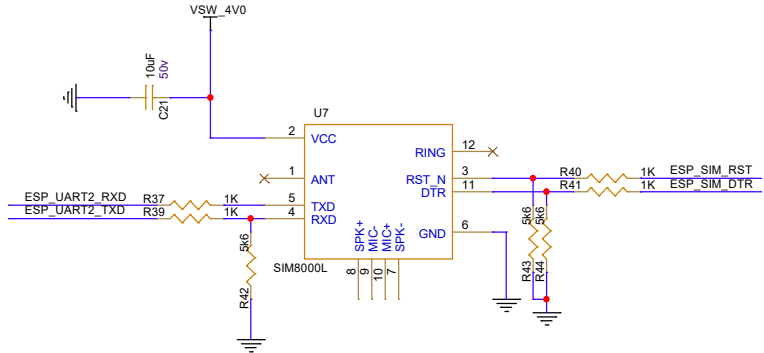 VSW_4V0
10uF
50v
C21
U7
2
VCC
RING
12
1
ANT
RST_N
3
R40
1K
ESP_SIM_RST
DTR
11
R41
1K
ESP_SIM_DTR
ESP_UART2_RXD
R37
1K
5
TXD
ESP_UART2_TXD
R39
1K
4
RXD
GND
6
SPK+
MIC-
MIC+
SPK-
8
9
10
7
SIM8000L
5k6
R42
5k6
5k6
R43
R44